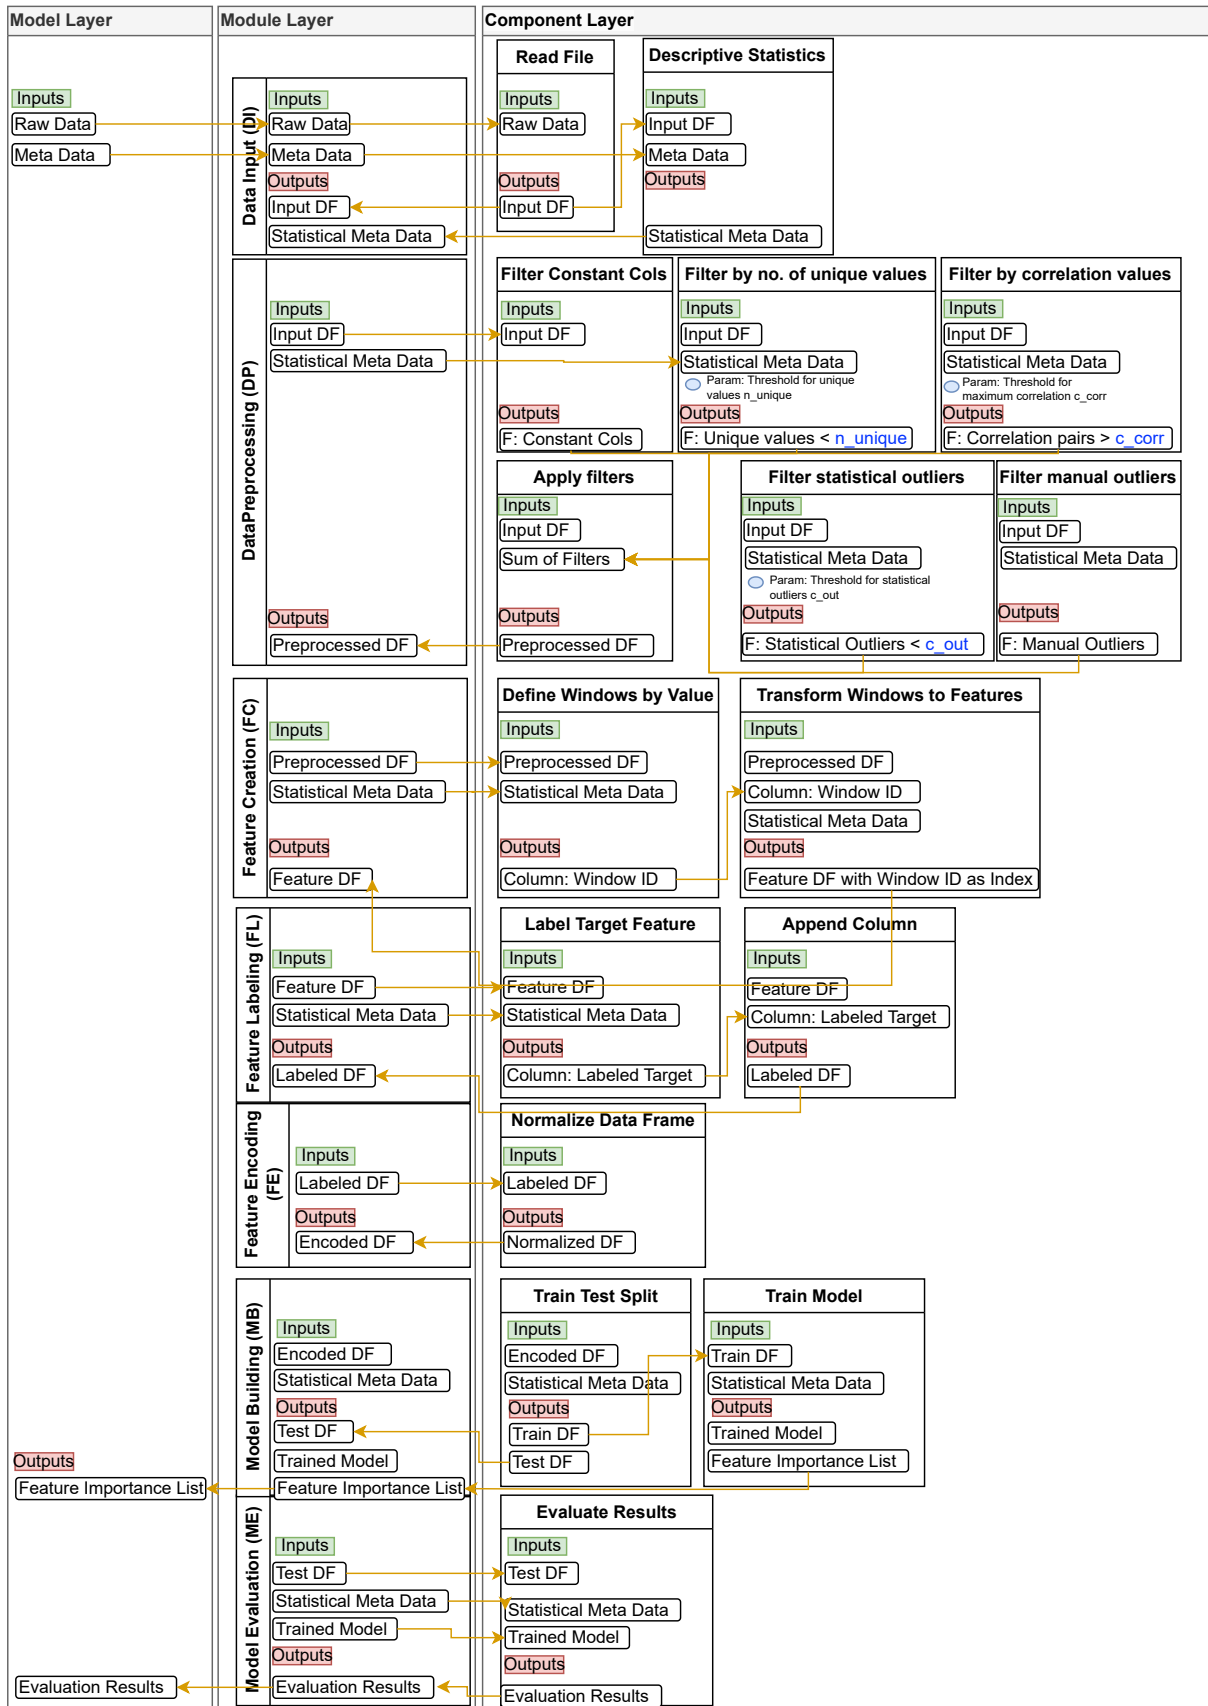 Model Layer
Module Layer
Component Layer
Inputs
Raw Data
Meta Data
Data Input (DI)
Inputs
Raw Data
Meta Data
Outputs
Input DF
Statistical Meta Data
Read File
Inputs
Raw Data
Outputs
Input DF
Descriptive Statistics
Inputs
Input DF
Meta Data
Outputs
Statistical Meta Data
DataPreprocessing (DP)
Inputs
Input DF
Statistical Meta Data
Outputs
Preprocessed DF
Filter Constant Cols
Inputs
Input DF
Outputs
F: Constant Cols
Filter by no. of unique values
Inputs
Input DF
Statistical Meta Data
Param: Threshold for unique
values n_unique
Outputs
F: Unique values < n_unique
Filter by correlation values
Inputs
Input DF
Statistical Meta Data
Param: Threshold for
maximum correlation c_corr
Outputs
F: Correlation pairs > c_corr
Apply filters
Inputs
Input DF
Sum of Filters
Outputs
Preprocessed DF
Filter statistical outliers
Inputs
Input DF
Statistical Meta Data
Param: Threshold for statistical
outliers c_out
Outputs
F: Statistical Outliers < c_out
Filter manual outliers
Inputs
Input DF
Statistical Meta Data
Outputs
F: Manual Outliers
Feature Creation (FC)
Inputs
Preprocessed DF
Statistical Meta Data
Outputs
Feature DF
Define Windows by Value
Inputs
Preprocessed DF
Statistical Meta Data
Outputs
Column: Window ID
Transform Windows to Features
Inputs
Preprocessed DF
Column: Window ID
Statistical Meta Data
Outputs
Feature DF with Window ID as Index
Feature Labeling (FL)
Inputs
Feature DF
Statistical Meta Data
Outputs
Labeled DF
Label Target Feature
Inputs
Feature DF
Statistical Meta Data
Outputs
Column: Labeled Target
Append Column
Inputs
Feature DF
Column: Labeled Target
Outputs
Labeled DF
Feature Encoding
(FE)
Inputs
Labeled DF
Outputs
Encoded DF
Normalize Data Frame
Inputs
Labeled DF
Outputs
Normalized DF
Model Building (MB)
Inputs
Encoded DF
Statistical Meta Data
Outputs
Test DF
Trained Model
Feature Importance List
Train Test Split
Inputs
Encoded DF
Statistical Meta Data
Outputs
Train DF
Test DF
Train Model
Inputs
Train DF
Statistical Meta Data
Outputs
Trained Model
Feature Importance List
Outputs
Feature Importance List
Model Evaluation (ME)
Inputs
Test DF
Statistical Meta Data
Trained Model
Outputs
Evaluation Results
Evaluate Results
Inputs
Test DF
Statistical Meta Data
Trained Model
Outputs
Evaluation Results
Evaluation Results